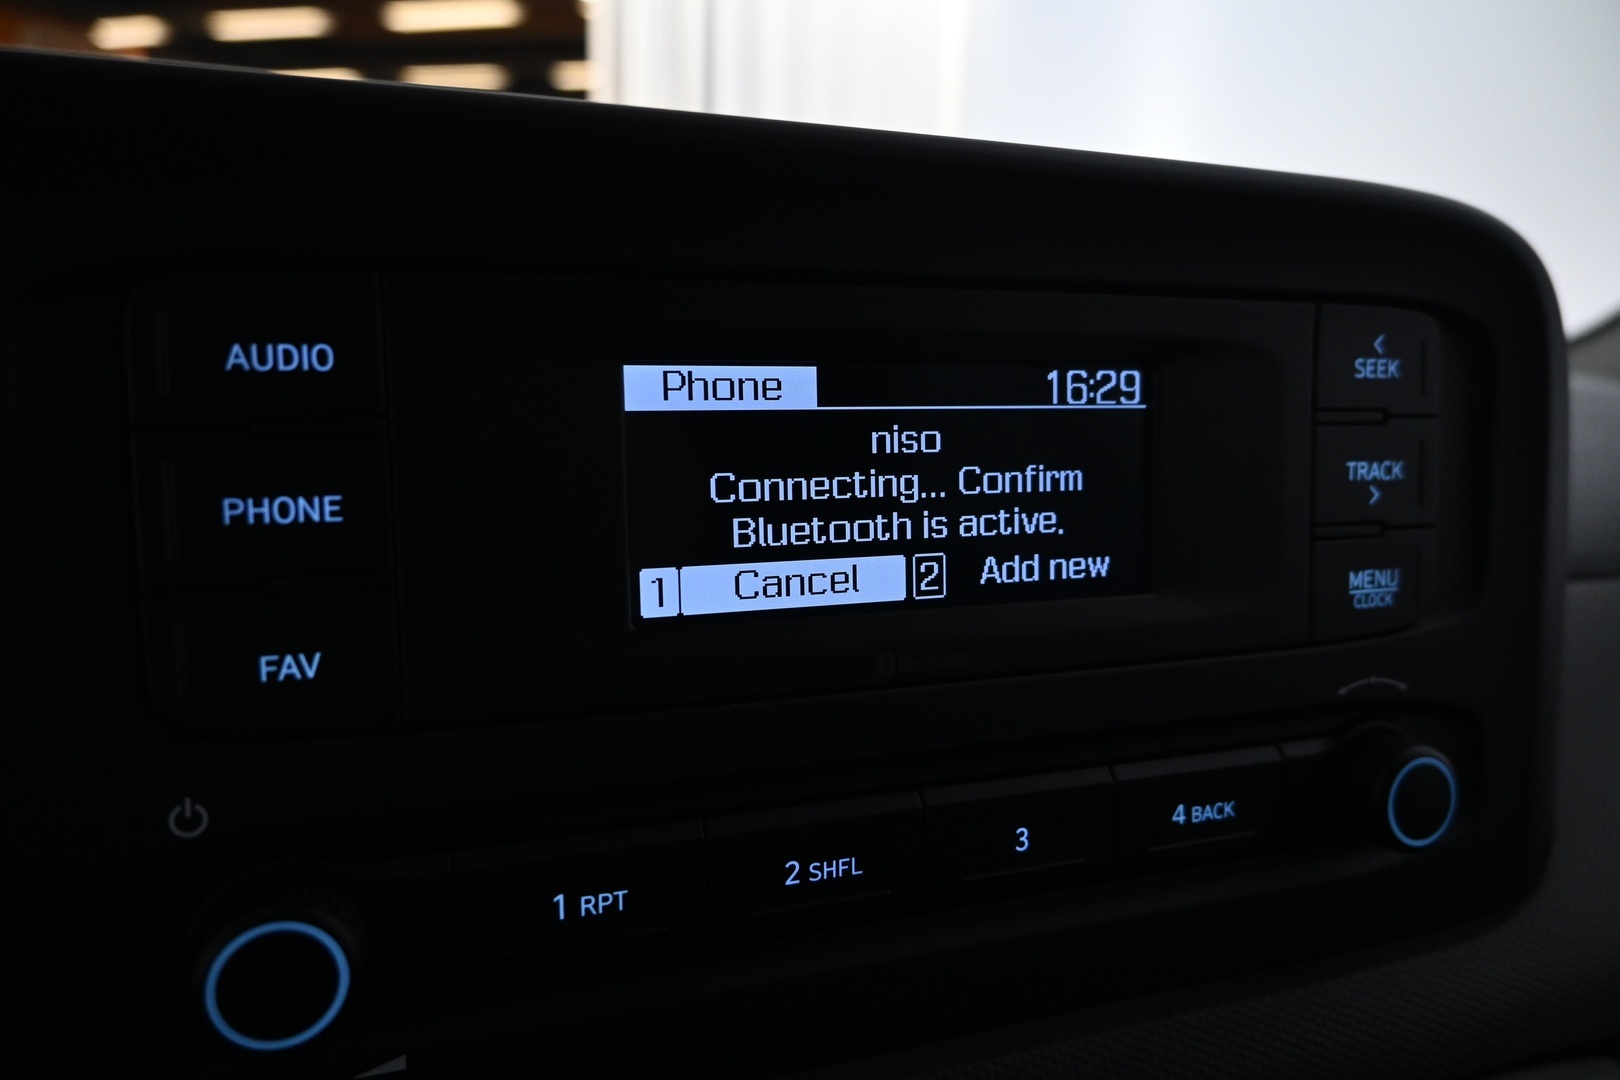 AUDIO
PHONE
FAV
Phone 16:29
niso
Connecting... Confirm
Bluetooth is active.
1 Cancel 2 Add new
< SEEK
TRACK >
MENU
CLOCK
1 RPT
2 SHFL
3
4 BACK
Bluetooth